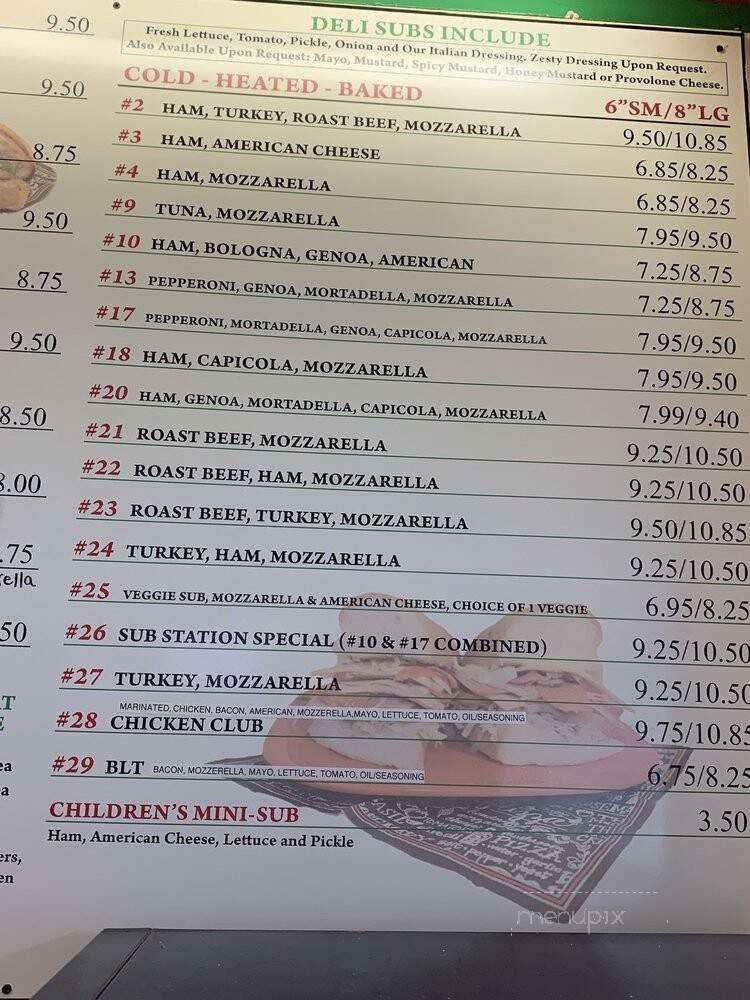 DELI SUBS INCLUDE
Fresh Lettuce, Tomato, Pickle, Onion and Our Italian Dressing. Zesty Dressing Upon Request.
Also Available Upon Request: Mayo, Mustard, Spicy Mustard, Honey Mustard or Provolone Cheese.
COLD - HEATED - BAKED 6"SM/8"LG
#2 HAM, TURKEY, ROAST BEEF, MOZZARELLA 9.50/10.85
#3 HAM, AMERICAN CHEESE 6.85/8.25
#4 HAM, MOZZARELLA 6.85/8.25
#9 TUNA, MOZZARELLA 7.95/9.50
#10 HAM, BOLOGNA, GENOA, AMERICAN 7.25/8.75
#13 PEPPERONI, GENOA, MORTADELLA, MOZZARELLA 7.25/8.75
#17 PEPPERONI, MORTADELLA, GENOA, CAPICOLA, MOZZARELLA 7.95/9.50
#18 HAM, CAPICOLA, MOZZARELLA 7.95/9.50
#20 HAM, GENOA, MORTADELLA, CAPICOLA, MOZZARELLA 7.99/9.40
#21 ROAST BEEF, MOZZARELLA 9.25/10.50
#22 ROAST BEEF, HAM, MOZZARELLA 9.25/10.50
#23 ROAST BEEF, TURKEY, MOZZARELLA 9.50/10.85
#24 TURKEY, HAM, MOZZARELLA 9.25/10.50
#25 VEGGIE SUB, MOZZARELLA & AMERICAN CHEESE, CHOICE OF 1 VEGGIE 6.95/8.25
#26 SUB STATION SPECIAL (#10 & #17 COMBINED) 9.25/10.50
#27 TURKEY, MOZZARELLA 9.25/10.50
MARINATED, CHICKEN, BACON, AMERICAN, MOZZERELLA,MAYO, LETTUCE, TOMATO, OIL/SEASONING
#28 CHICKEN CLUB 9.75/10.85
#29 BLT BACON, MOZZERELLA, MAYO, LETTUCE, TOMATO, OIL/SEASONING 6.75/8.25
CHILDREN'S MINI-SUB 3.50
Ham, American Cheese, Lettuce and Pickle
9.50
9.50
8.75
9.50
8.75
9.50
8.50
8.00
.75
50
PIZZA
menupix